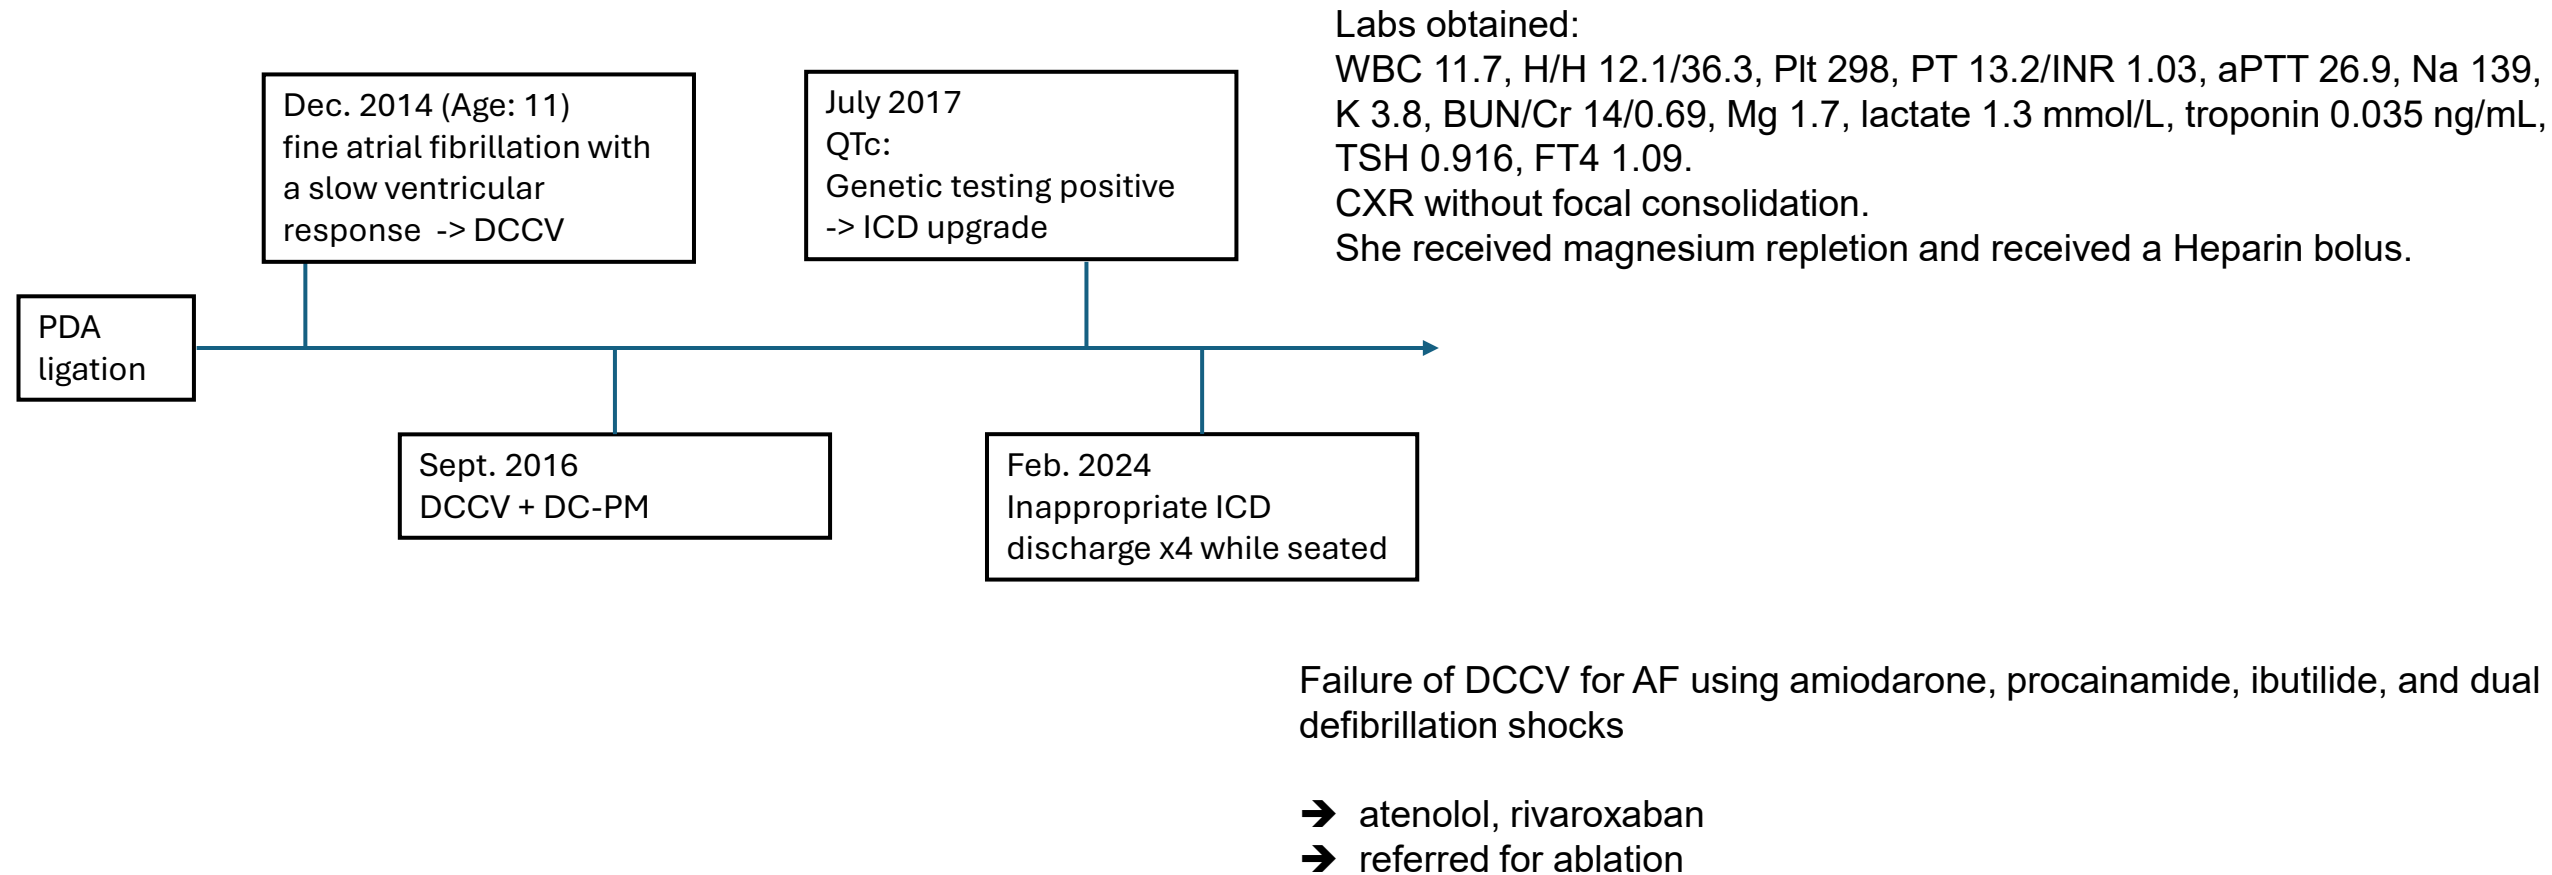 PDA
ligation
Dec. 2014 (Age: 11)
fine atrial fibrillation with
a slow ventricular
response -> DCCV
Sept. 2016
DCCV + DC-PM
July 2017
QTc:
Genetic testing positive
-> ICD upgrade
Feb. 2024
Inappropriate ICD
discharge x4 while seated
Labs obtained:
WBC 11.7, H/H 12.1/36.3, Plt 298, PT 13.2/INR 1.03, aPTT 26.9, Na 139,
K 3.8, BUN/Cr 14/0.69, Mg 1.7, lactate 1.3 mmol/L, troponin 0.035 ng/mL,
TSH 0.916, FT4 1.09.
CXR without focal consolidation.
She received magnesium repletion and received a Heparin bolus.
Failure of DCCV for AF using amiodarone, procainamide, ibutilide, and dual
defibrillation shocks
➔ atenolol, rivaroxaban
➔ referred for ablation